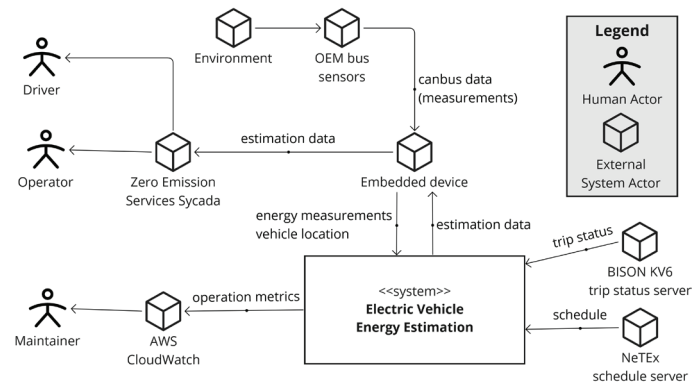 Environment
OEM bus
sensors
Legend
Human Actor
External
System Actor
Driver
canbus data
(measurements)
estimation data
Operator
Zero Emission
Services Sycada
Embedded device
energy measurements
vehicle location
estimation data
trip status
BISON KV6
trip status server
<<system>>
Electric Vehicle
Energy Estimation
operation metrics
schedule
Maintainer
AWS
CloudWatch
NeTEx
schedule server